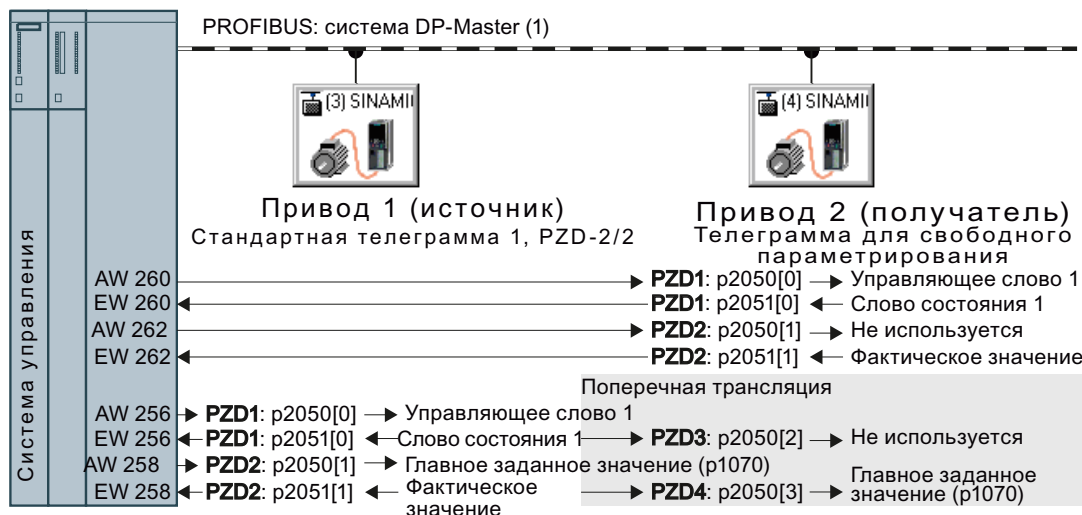 PROFIBUS: система DP-Master (1)
(3) SINAMI
(4) SINAMI
Привод 1 (источник)
Стандартная телеграмма 1, PZD-2/2
Привод 2 (получатель)
Телеграмма для свободного
параметрирования
Система управления
AW 260 PZD1: p2050[0] Управляющее слово 1
EW 260 PZD1: p2051[0] Слово состояния 1
AW 262 PZD2: p2050[1] Не используется
EW 262 PZD2: p2051[1] Фактическое значение
Поперечная трансляция
AW 256 PZD1: p2050[0] Управляющее слово 1
EW 256 PZD1: p2051[0] Слово состояния 1 PZD3: p2050[2] Не используется
AW 258 PZD2: p2050[1] Главное заданное значение (p1070)
EW 258 PZD2: p2051[1] Фактическое
значение
PZD4: p2050[3] Главное заданное
значение (p1070)